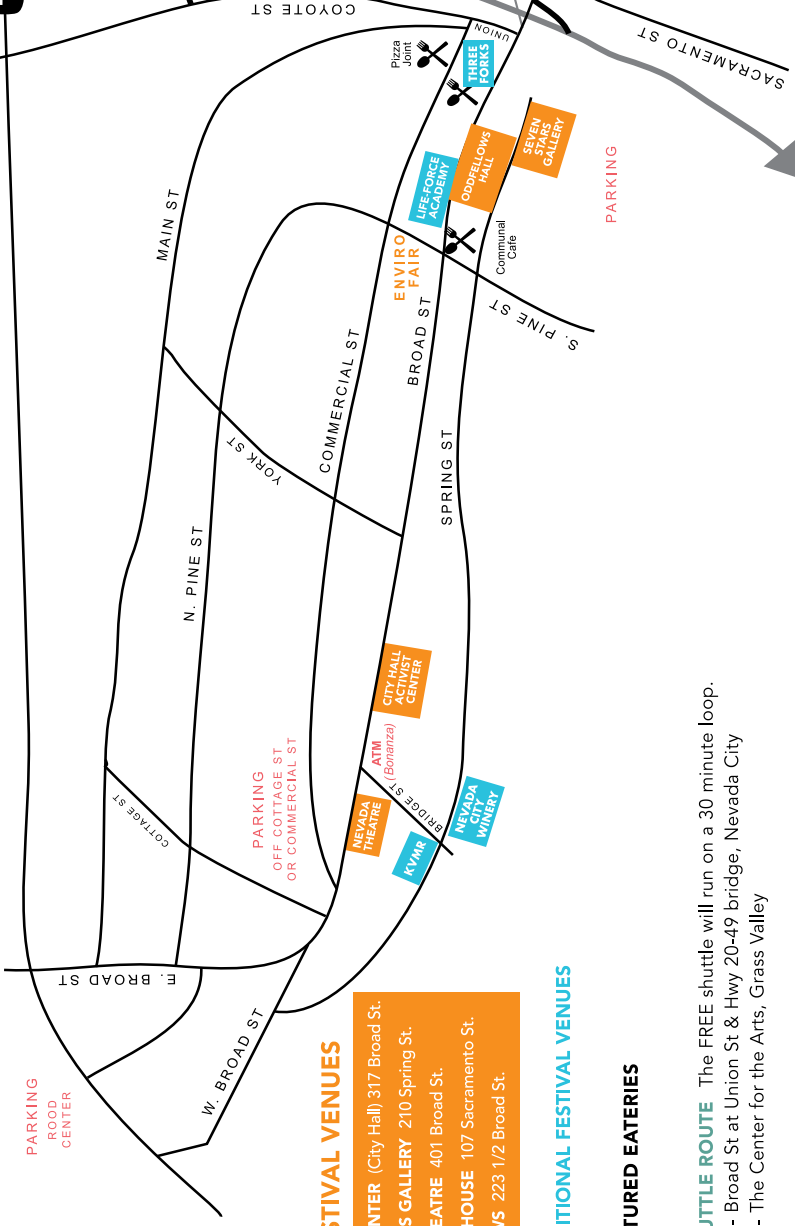 COYOTE ST
UNION
SACRAMENTO ST
Pizza
Joint
THREE
FORKS
SEVEN
STARS
GALLERY
ODDFELLOWS
HALL
LIFE-FORCE
ACADEMY
PARKING
MAIN ST
Communal
Cafe
ENVIRO
FAIR
S. PINE ST
BROAD ST
COMMERCIAL ST
YORK ST
SPRING ST
N. PINE ST
CITY HALL
ACTIVIST
CENTER
ATM
(Bonanza)
PARKING
OFF COTTAGE ST
OR COMMERCIAL ST
COTTAGE ST
BRIDGE ST
NEVADA
THEATRE
KVMR
NEVADA
CITY
WINERY
E. BROAD ST
W. BROAD ST
PARKING
ROOD
CENTER
STIVAL VENUES
NTER (City Hall) 317 Broad St.
S GALLERY 210 Spring St.
EATRE 401 Broad St.
HOUSE 107 Sacramento St.
WS 223 1/2 Broad St.
ITIONAL FESTIVAL VENUES
TURED EATERIES
UTTLE ROUTE The FREE shuttle will run on a 30 minute loop.
- Broad St at Union St & Hwy 20-49 bridge, Nevada City
- The Center for the Arts, Grass Valley